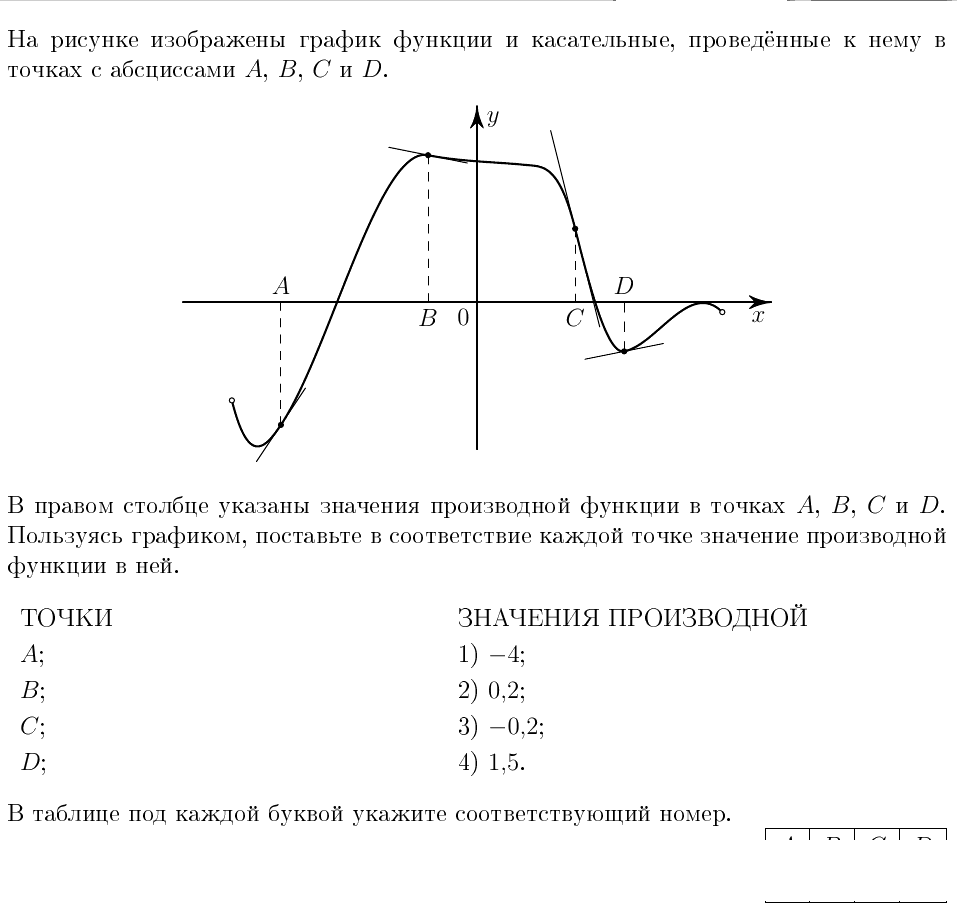 На рисунке изображены график функции и касательные, проведённые к нему в
точках с абсциссами A, B, C и D.
y
A
D
B
0
C
x
В правом столбце указаны значения производной функции в точках A, B, C и D.
Пользуясь графиком, поставьте в соответствие каждой точке значение производной
функции в ней.
ТОЧКИ
ЗНАЧЕНИЯ ПРОИЗВОДНОЙ
A;
1) −4;
B;
2) 0,2;
C;
3) −0,2;
D;
4) 1,5.
В таблице под каждой буквой укажите соответствующий номер.